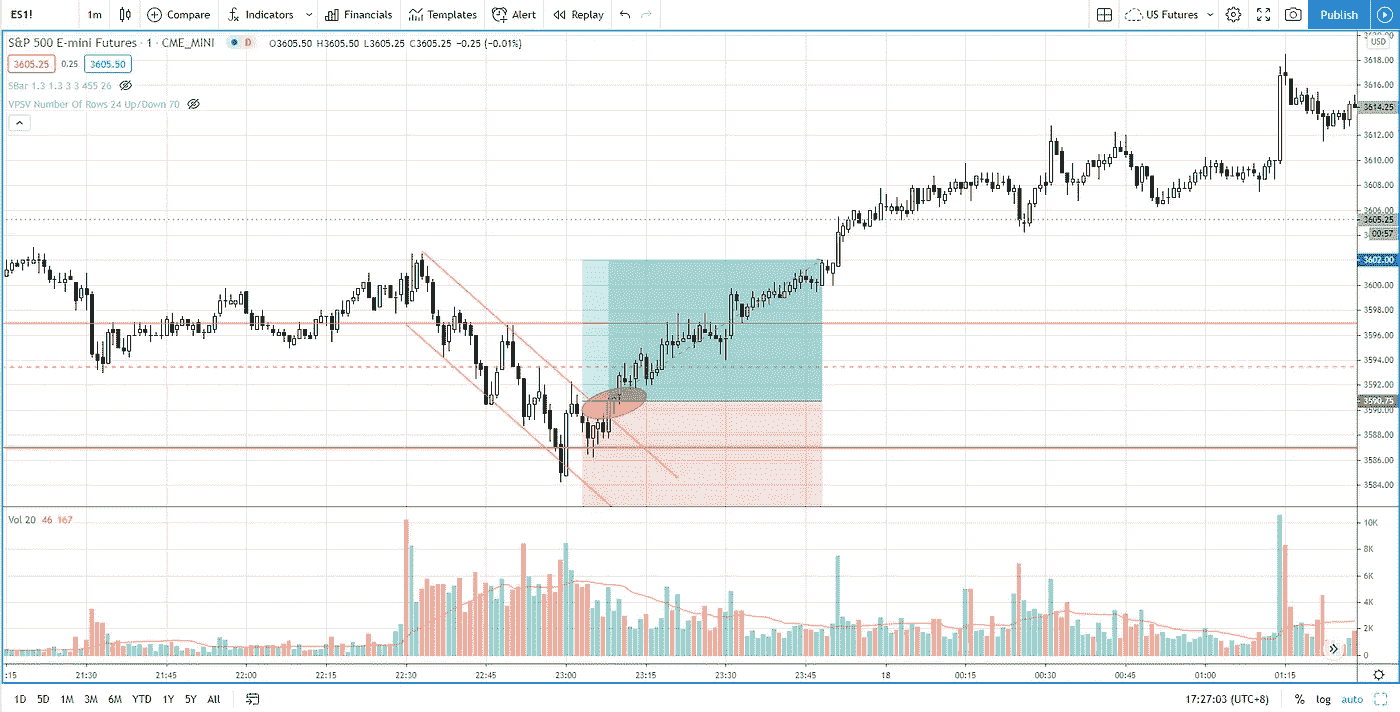 ES1! 1m Compare Indicators Financials Templates Alert Replay US Futures Publish
S&P 500 E-mini Futures · 1 · CME_MINI D O3605.50 H3605.50 L3605.25 C3605.25 −0.25 (−0.01%)
USD
3605.25 0.25 3605.50
SBar 1.3 1.3 3 3 455 26
VPSV Number Of Rows 24 Up/Down 70
3618.00
3616.00
3614.25
3612.00
3610.00
3608.00
3606.00
3605.25
00:57
3602.00
3600.00
3598.00
3596.00
3594.00
3592.00
3590.75
3590.00
3588.00
3586.00
3584.00
Vol 20 46 167
10K
8K
6K
4K
2K
0
:15 21:30 21:45 22:00 22:15 22:30 22:45 23:00 23:15 23:30 23:45 18 00:15 00:30 00:45 01:00 01:15
1D 5D 1M 3M 6M YTD 1Y 5Y All 17:27:03 (UTC+8) % log auto